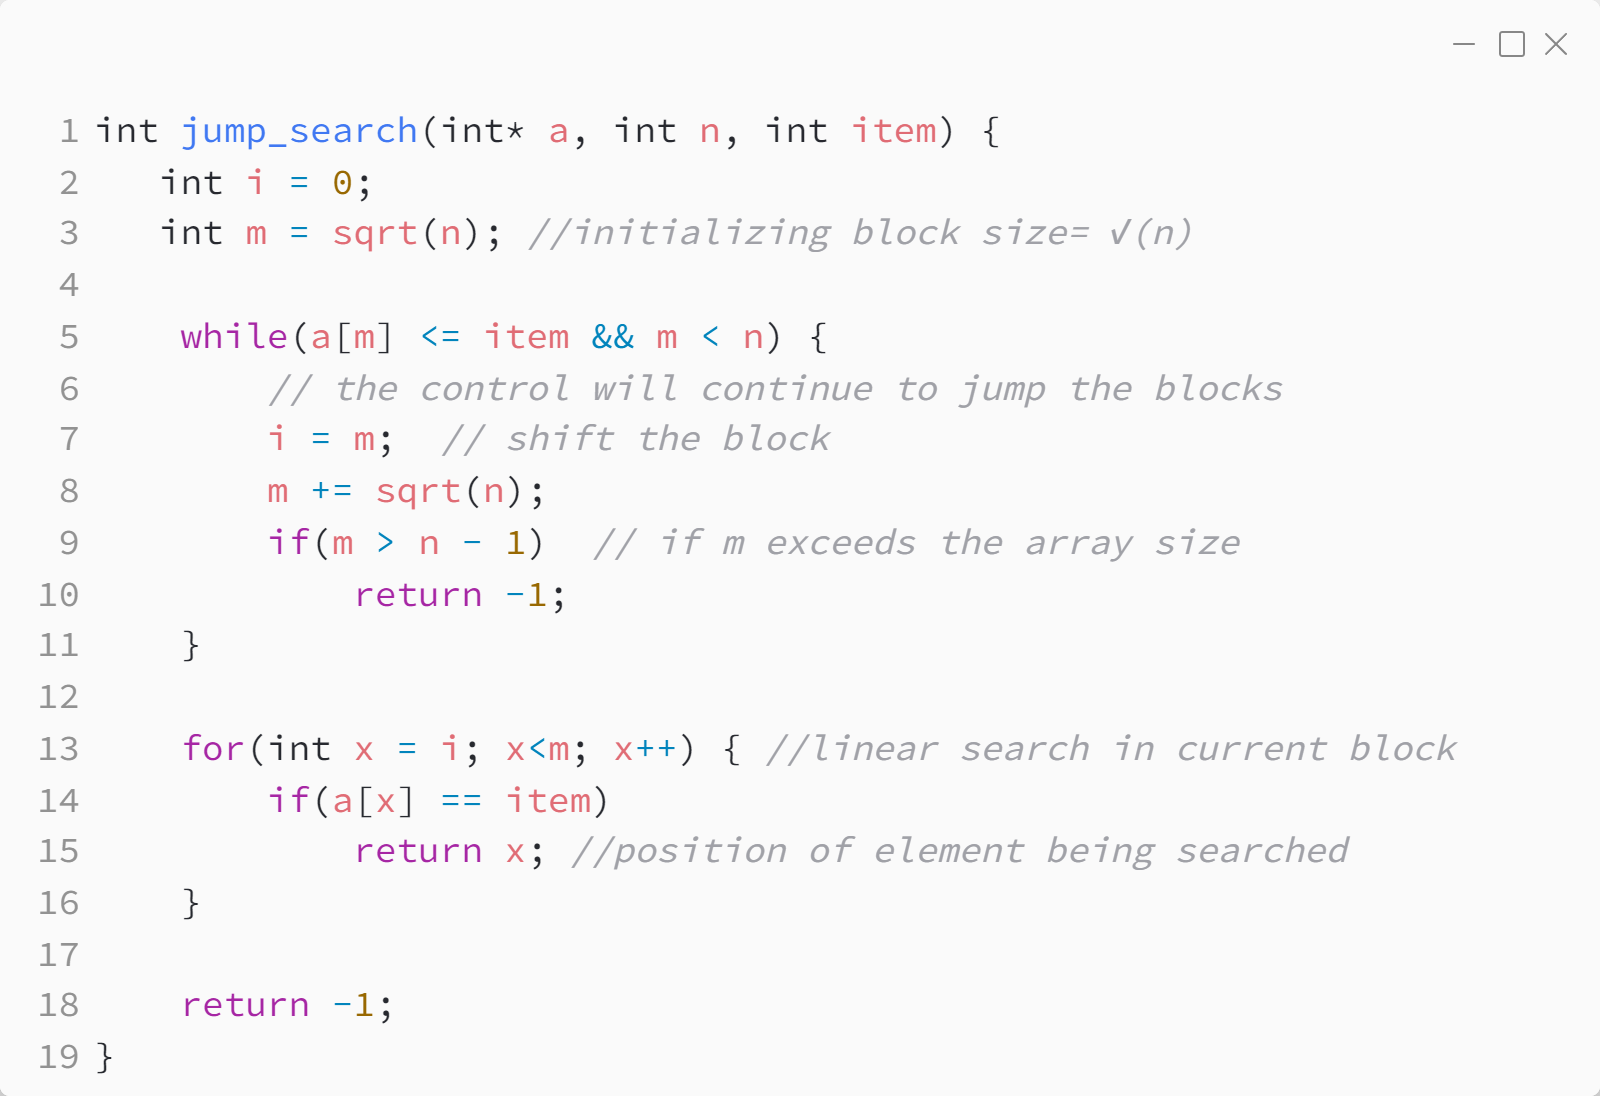 1 int jump_search(int* a, int n, int item) {
2    int i = 0;
3    int m = sqrt(n); //initializing block size= √(n)
4
5     while(a[m] <= item && m < n) {
6         // the control will continue to jump the blocks
7         i = m;  // shift the block
8         m += sqrt(n);
9         if(m > n - 1)  // if m exceeds the array size
10             return -1;
11     }
12
13     for(int x = i; x<m; x++) { //linear search in current block
14         if(a[x] == item)
15             return x; //position of element being searched
16     }
17
18     return -1;
19 }